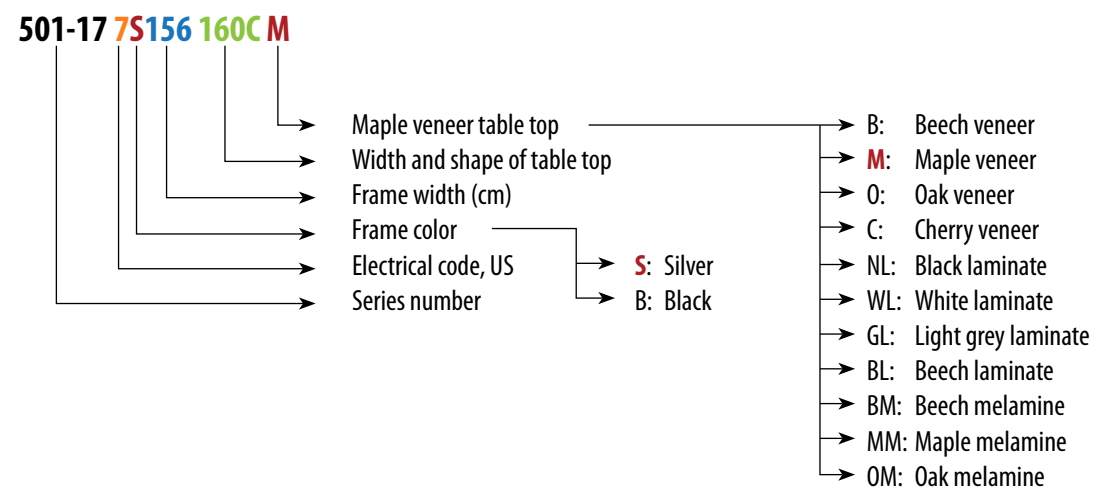 501-17 7S156 160C M
Maple veneer table top
Width and shape of table top
Frame width (cm)
Frame color
Electrical code, US
Series number
S: Silver
B: Black
B: Beech veneer
M: Maple veneer
O: Oak veneer
C: Cherry veneer
NL: Black laminate
WL: White laminate
GL: Light grey laminate
BL: Beech laminate
BM: Beech melamine
MM: Maple melamine
OM: Oak melamine